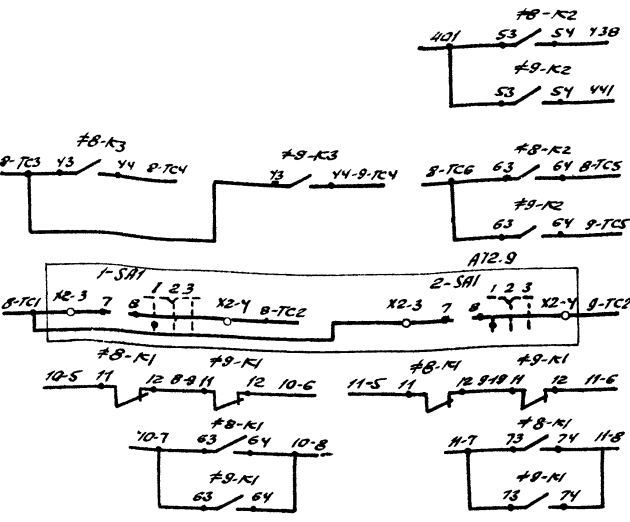 ≠8-K2
401 53 54 438
≠9-K2
53 54 441
≠8-K3
8-TC3 43 44 8-TC4
≠9-K3
43 44-9-TC4
≠8-K2
8-TC6 63 64 8-TC5
≠9-K2
63 64 9-TC5
AT2.9
1-SA1
1 2 3
8-TC1 X2-3 7 8 X2-4 8-TC2
2-SA1
1 2 3
X2-3 7 8 X2-4 9-TC2
≠8-K1 ≠9-K1
10-5 11 12 8-9 11 12 10-6
≠8-K1 ≠9-K1
11-5 11 12 11 12 11-6
≠8-K1
10-7 63 64 10-8
≠9-K1
63 64
≠8-K1
11-7 73 74 11-8
≠9-K1
73 74